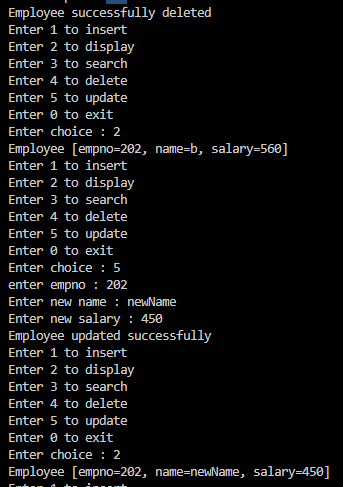 Employee successfully deleted
Enter 1 to insert
Enter 2 to display
Enter 3 to search
Enter 4 to delete
Enter 5 to update
Enter 0 to exit
Enter choice : 2
Employee [empno=202, name=b, salary=560]
Enter 1 to insert
Enter 2 to display
Enter 3 to search
Enter 4 to delete
Enter 5 to update
Enter 0 to exit
Enter choice : 5
enter empno : 202
Enter new name : newName
Enter new salary : 450
Employee updated successfully
Enter 1 to insert
Enter 2 to display
Enter 3 to search
Enter 4 to delete
Enter 5 to update
Enter 0 to exit
Enter choice : 2
Employee [empno=202, name=newName, salary=450]
Enter 1 to insert